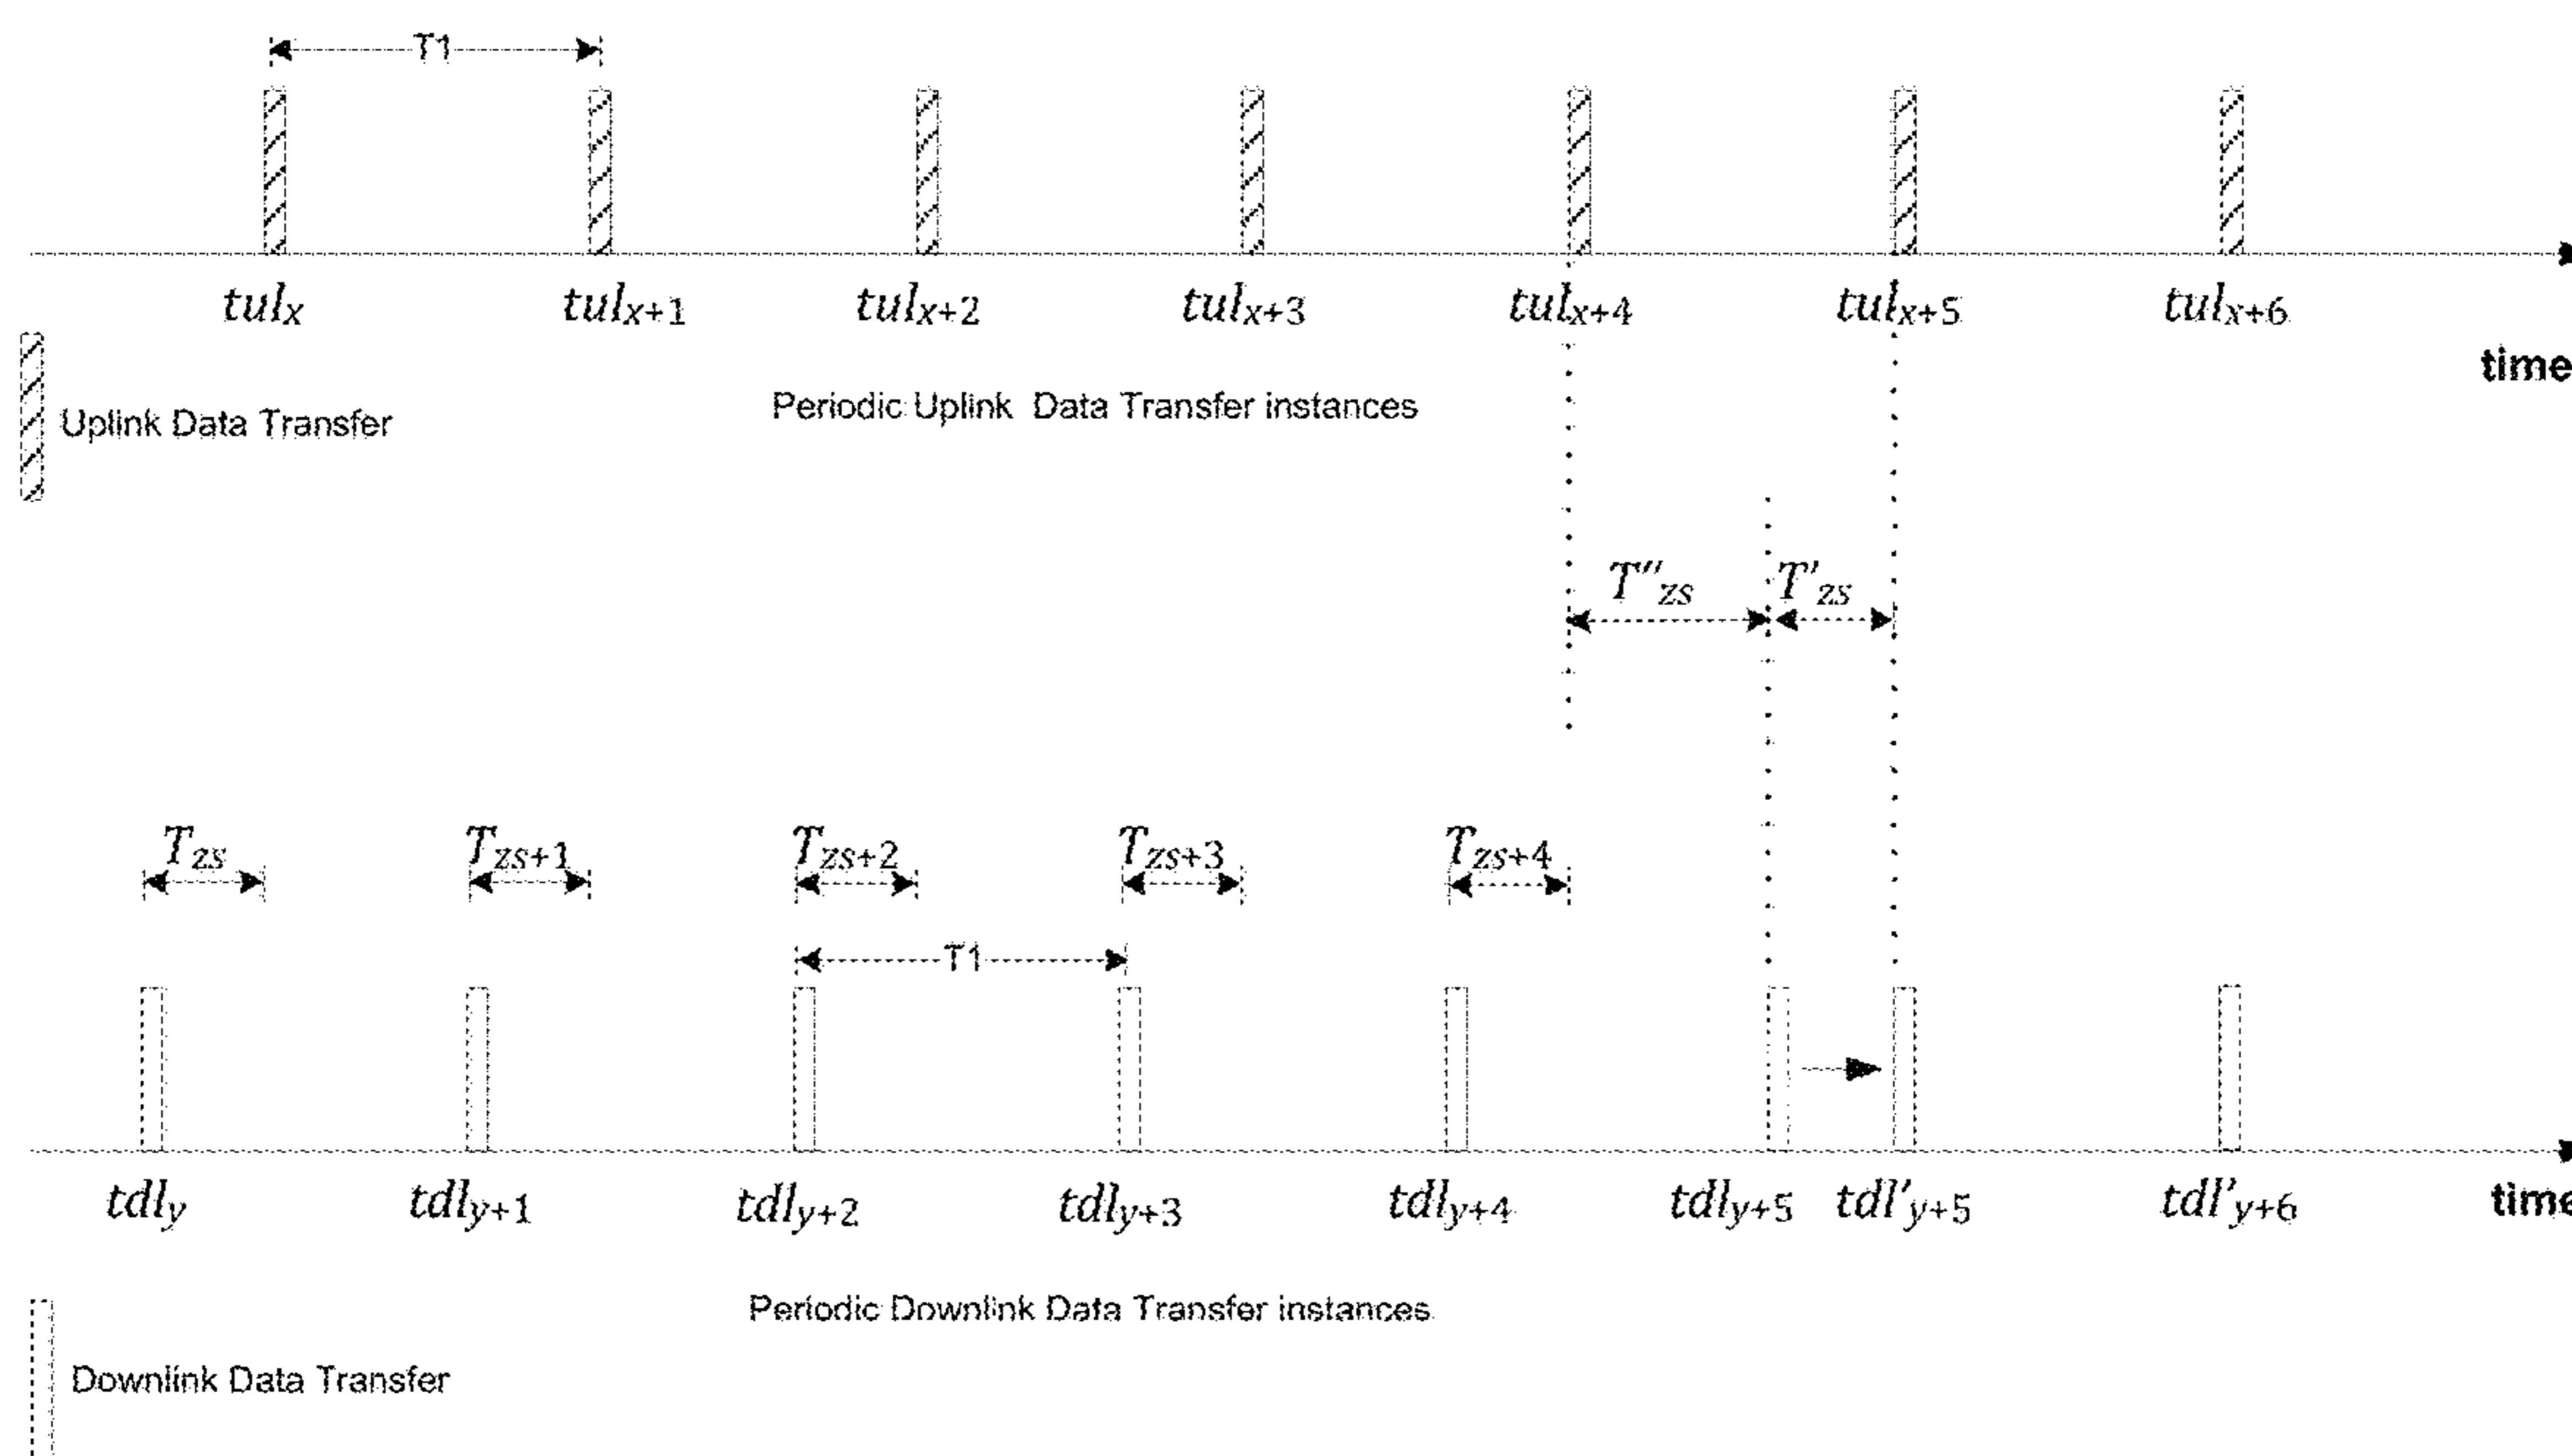 T1
tulx tulx+1 tulx+2 tulx+3 tulx+4 tulx+5 tulx+6
time
Periodic Uplink Data Transfer instances
Uplink Data Transfer
T″zs T′zs
Tzs Tzs+1 Tzs+2 Tzs+3 Tzs+4
T1
tdly tdly+1 tdly+2 tdly+3 tdly+4 tdly+5 tdl′y+5 tdl′y+6
time
Periodic Downlink Data Transfer instances
Downlink Data Transfer